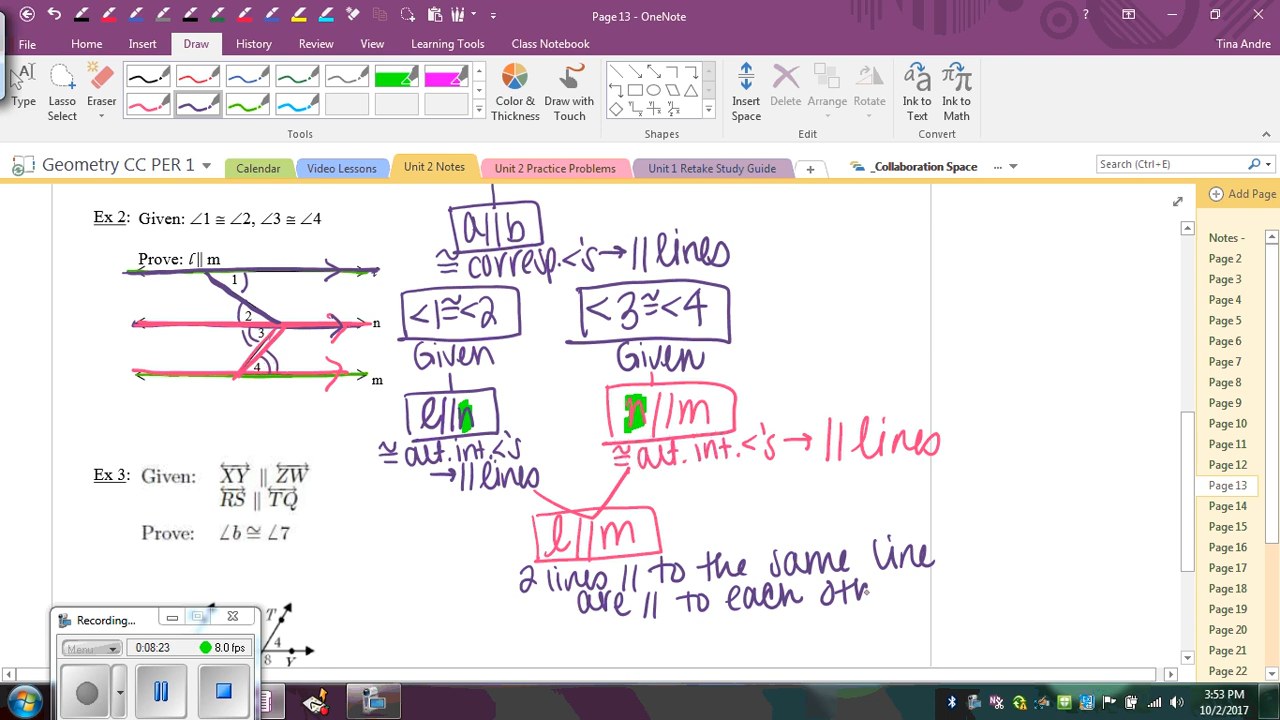 Page 13 - OneNote
?
File
Home
Insert
Draw
History
Review
View
Learning Tools
Class Notebook
Tina Andre
Type
Lasso Select
Eraser
Color & Thickness
Draw with Touch
Insert Space
Delete
Arrange
Rotate
Ink to Text
Ink to Math
Tools
Shapes
Edit
Convert
Geometry CC PER 1
Calendar
Video Lessons
Unit 2 Notes
Unit 2 Practice Problems
Unit 1 Retake Study Guide
_Collaboration Space
...
Search (Ctrl+E)
Add Page
Notes -
Page 2
Page 3
Page 4
Page 5
Page 6
Page 7
Page 8
Page 9
Page 10
Page 11
Page 12
Page 13
Page 14
Page 15
Page 16
Page 17
Page 18
Page 19
Page 20
Page 21
Page 22
a||b
≅ corresp. <'s → || lines
Ex 2: Given: ∠1 ≅ ∠2, ∠3 ≅ ∠4
Prove: ℓ || m
1
2
n
3
4
m
<1≅<2
Given
<3≅<4
Given
ℓ||n
≅ alt. int. <'s
→ || lines
n||m
≅ alt. int. <'s → || lines
ℓ||m
2 lines || to the same line
are || to each oth
Ex 3: Given: XY || ZW
RS || TQ
Prove: ∠b ≅ ∠7
T
4
8
Y
Recording...
Menu
0:08:23
8.0 fps
3:53 PM
10/2/2017